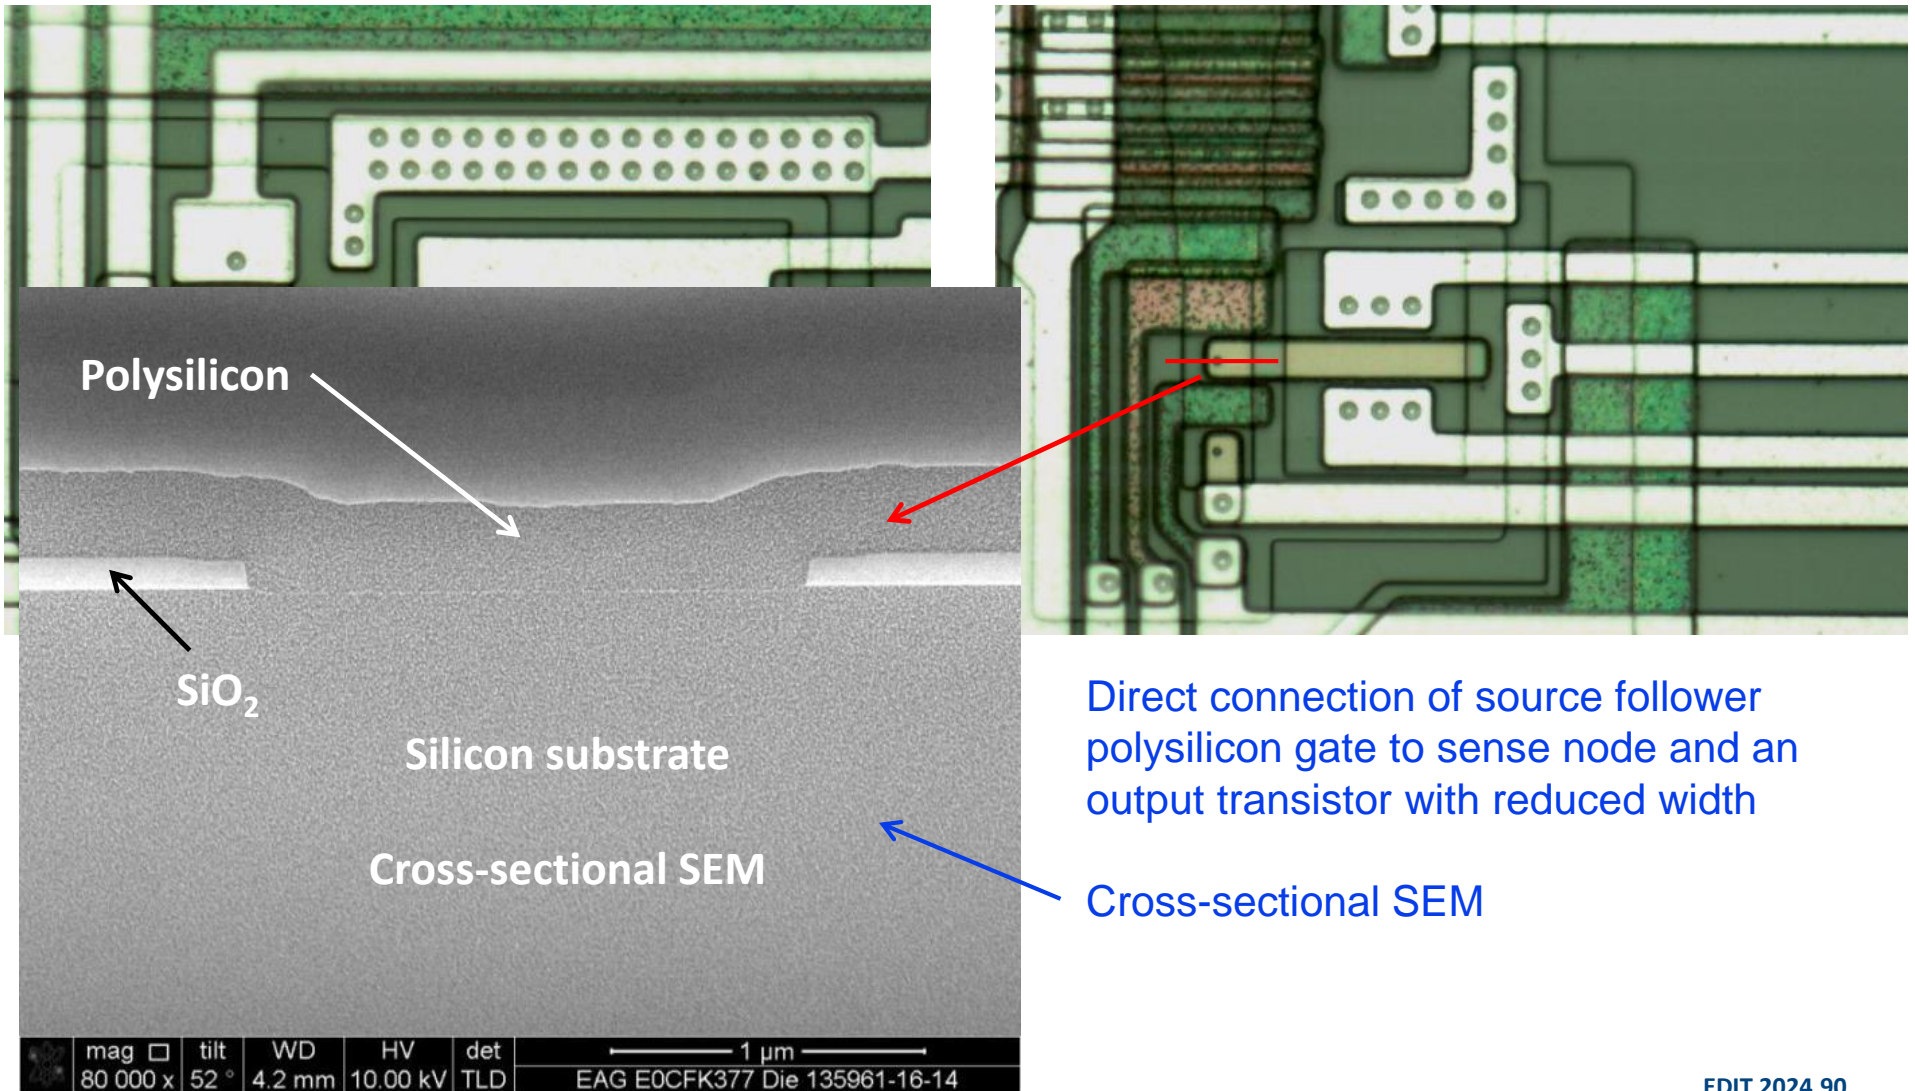 Polysilicon
SiO₂
Silicon substrate
Cross-sectional SEM
Direct connection of source follower
polysilicon gate to sense node and an
output transistor with reduced width
Cross-sectional SEM
mag tilt WD HV det 1 µm
80 000 x 52 ° 4.2 mm 10.00 kV TLD EAG E0CFK377 Die 135961-16-14
EDIT 2024 90